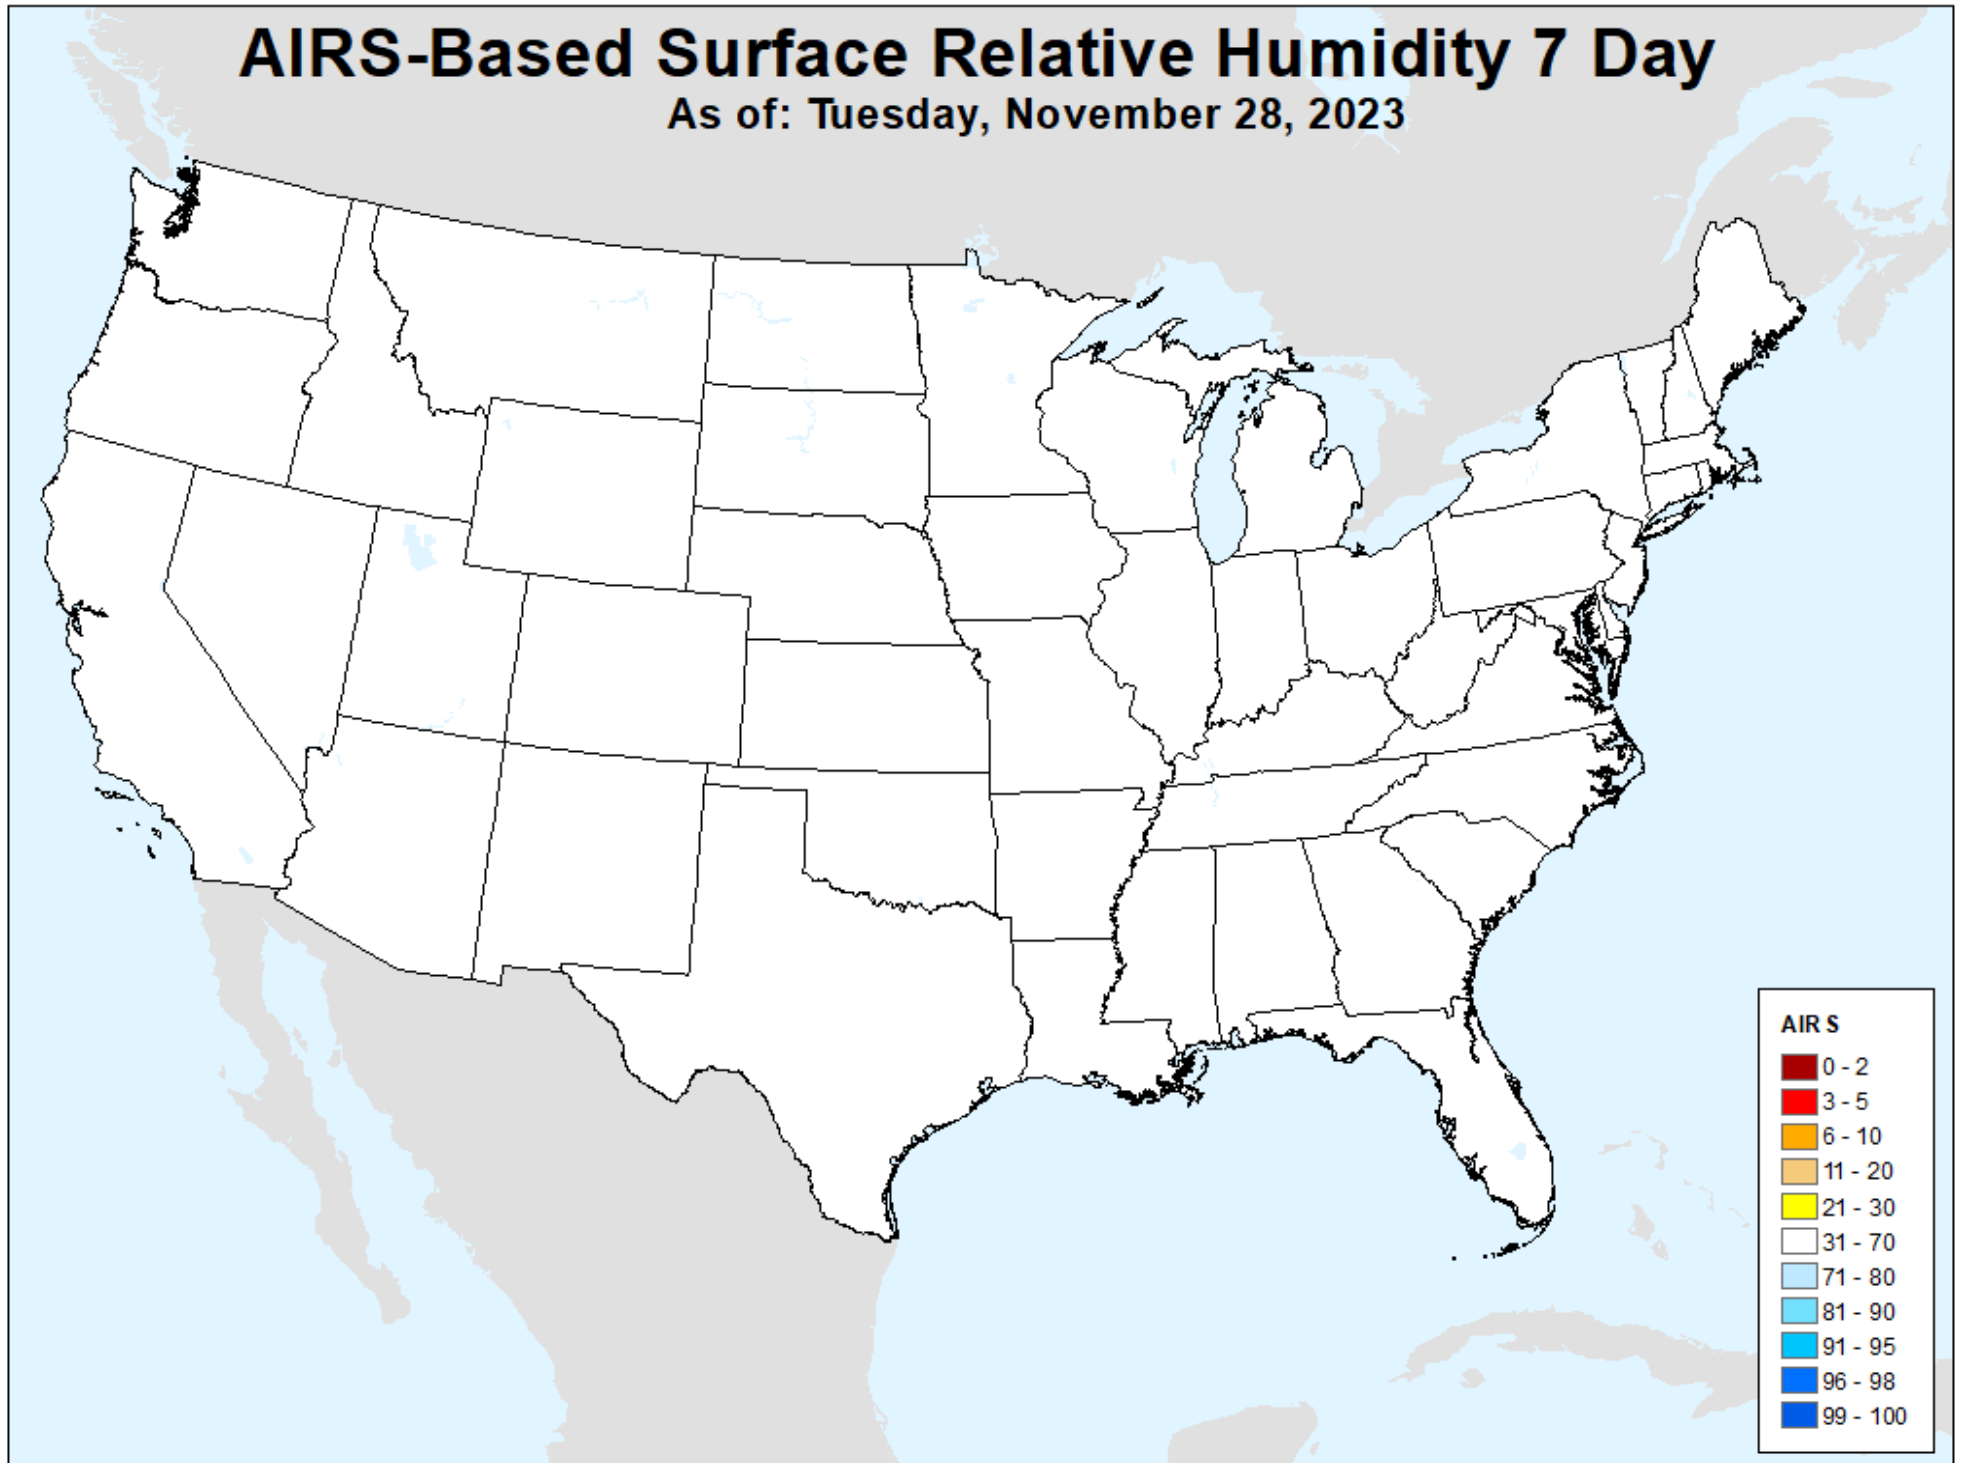 AIRS-Based Surface Relative Humidity 7 Day
As of: Tuesday, November 28, 2023
AIRS
0 - 2
3 - 5
6 - 10
11 - 20
21 - 30
31 - 70
71 - 80
81 - 90
91 - 95
96 - 98
99 - 100